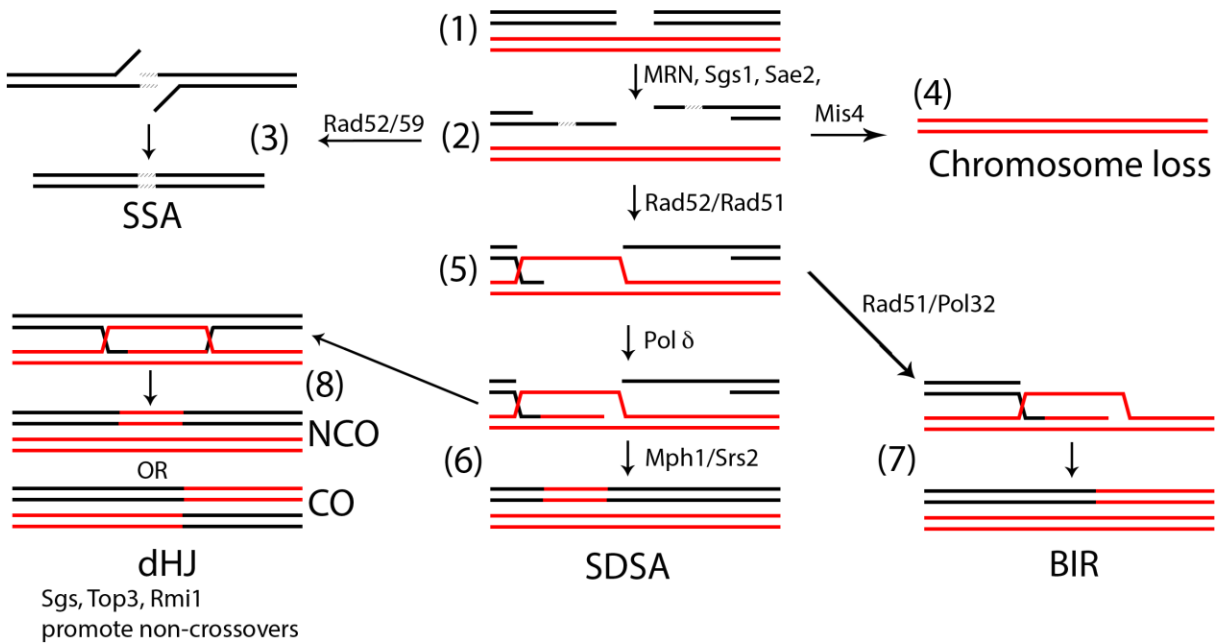 (1)
MRN, Sgs1, Sae2,
(2)
Rad52/59
(3)
SSA
Mis4
(4)
Chromosome loss
Rad52/Rad51
(5)
Rad51/Pol32
Pol δ
(6)
Mph1/Srs2
SDSA
(7)
BIR
(8)
NCO
OR
CO
dHJ
Sgs, Top3, Rmi1
promote non-crossovers